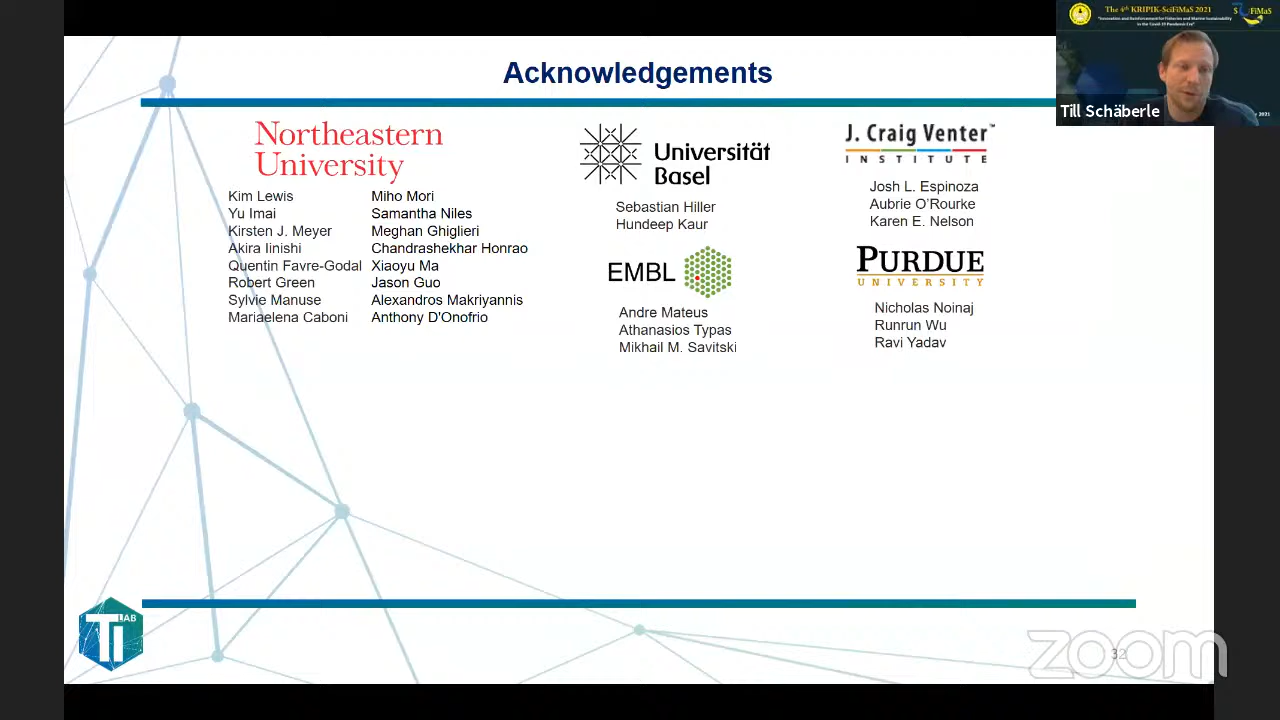 Acknowledgements
The 4th KRIPIK-SciFiMaS 2021
"Innovation and Reinforcement for Fisheries and Marine Sustainability
in the Covid-19 Pandemic Era"
FiMaS
Till Schäberle
2021
Northeastern
University
Kim Lewis
Yu Imai
Kirsten J. Meyer
Akira Iinishi
Quentin Favre-Godal
Robert Green
Sylvie Manuse
Mariaelena Caboni
Miho Mori
Samantha Niles
Meghan Ghiglieri
Chandrashekhar Honrao
Xiaoyu Ma
Jason Guo
Alexandros Makriyannis
Anthony D'Onofrio
Universität
Basel
Sebastian Hiller
Hundeep Kaur
EMBL
Andre Mateus
Athanasios Typas
Mikhail M. Savitski
J. Craig Venter™
INSTITUTE
Josh L. Espinoza
Aubrie O'Rourke
Karen E. Nelson
PURDUE
UNIVERSITY
Nicholas Noinaj
Runrun Wu
Ravi Yadav
Ti LAB
32
zoom